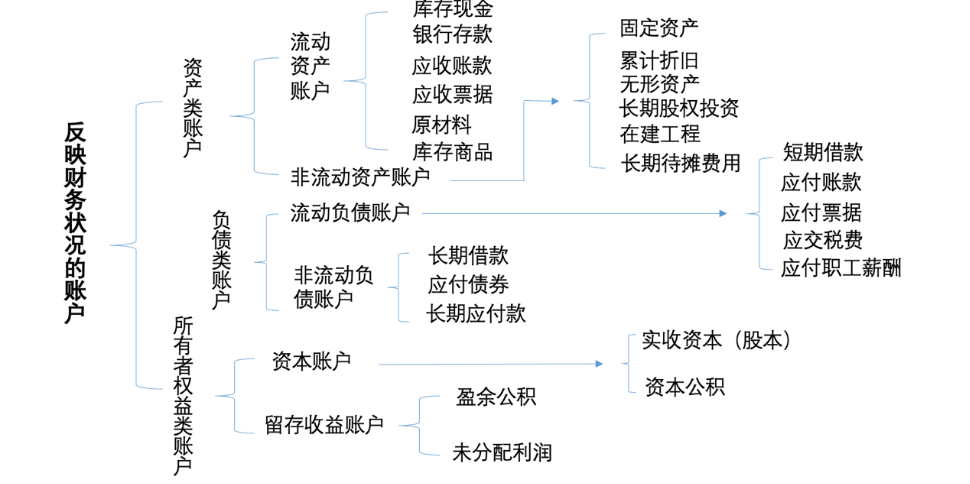 反映财务状况的账户
资产类账户
流动
资产
账户
库存现金
银行存款
应收账款
应收票据
原材料
库存商品
非流动资产账户
固定资产
累计折旧
无形资产
长期股权投资
在建工程
长期待摊费用
负债类账户
流动负债账户
短期借款
应付账款
应付票据
应交税费
应付职工薪酬
非流动负
债账户
长期借款
应付债券
长期应付款
所有者权益类账户
资本账户
实收资本（股本）
资本公积
留存收益账户
盈余公积
未分配利润